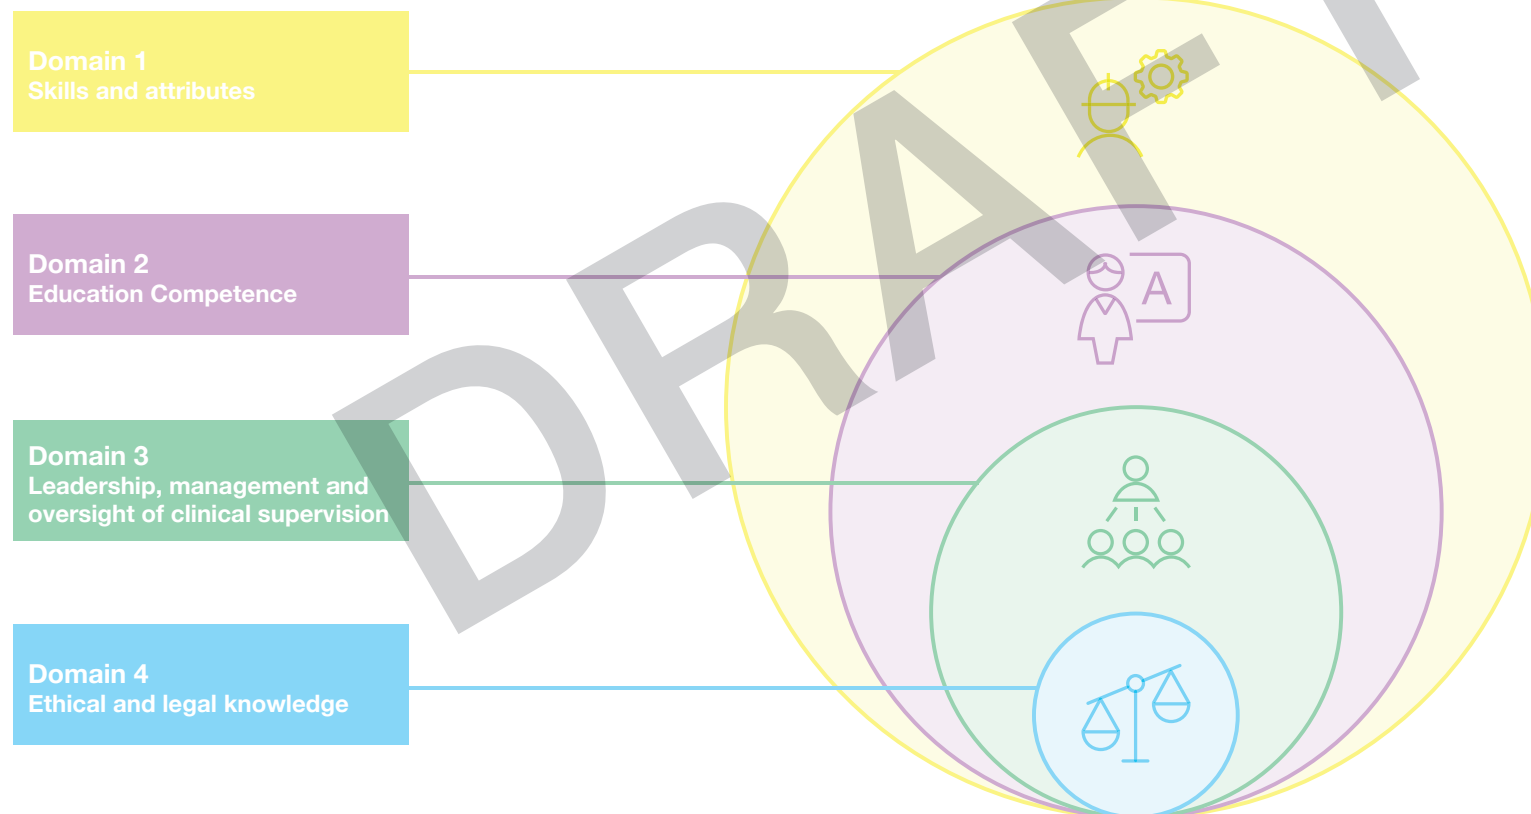 Domain 1
Skills and attributes
Domain 2
Education Competence
A
Domain 3
Leadership, management and
oversight of clinical supervision
Domain 4
Ethical and legal knowledge
DRAFT